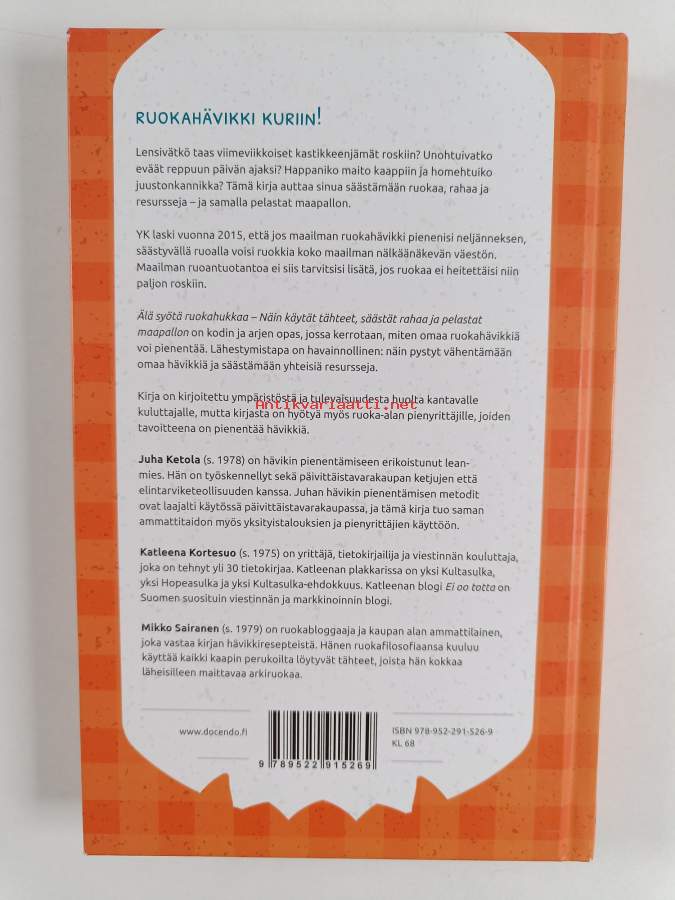 RUOKAHÄVIKKI KURIIN!
Lensivätkö taas viimeviikkoiset kastikkeenjämät roskiin? Unohtuivatko
eväät reppuun päivän ajaksi? Happaniko maito kaappiin ja homehtuiko
juustonkannikka? Tämä kirja auttaa sinua säästämään ruokaa, rahaa ja
resursseja – ja samalla pelastat maapallon.
YK laski vuonna 2015, että jos maailman ruokahävikki pienenisi neljänneksen,
säästyvällä ruoalla voisi ruokkia koko maailman nälkäänäkevän väestön.
Maailman ruoantuotantoa ei siis tarvitsisi lisätä, jos ruokaa ei heitettäisi niin
paljon roskiin.
Älä syötä ruokahukkaa – Näin käytät tähteet, säästät rahaa ja pelastat
maapallon on kodin ja arjen opas, jossa kerrotaan, miten omaa ruokahävikkiä
voi pienentää. Lähestymistapa on havainnollinen: näin pystyt vähentämään
omaa hävikkiä ja säästämään yhteisiä resursseja.
Kirja on kirjoitettu ympäristöstä ja tulevaisuudesta huolta kantavalle
Antikvariaatti.net
kuluttajalle, mutta kirjasta on hyötyä myös ruoka-alan pienyrittäjille, joiden
tavoitteena on pienentää hävikkiä.
Juha Ketola (s. 1978) on hävikin pienentämiseen erikoistunut lean-
mies. Hän on työskennellyt sekä päivittäistavarakaupan ketjujen että
elintarviketeollisuuden kanssa. Juhan hävikin pienentämisen metodit
ovat laajalti käytössä päivittäistavarakaupassa, ja tämä kirja tuo saman
ammattitaidon myös yksityistalouksien ja pienyrittäjien käyttöön.
Katleena Kortesuo (s. 1975) on yrittäjä, tietokirjailija ja viestinnän kouluttaja,
joka on tehnyt yli 30 tietokirjaa. Katleenan plakkarissa on yksi Kultasulka,
yksi Hopeasulka ja yksi Kultasulka-ehdokkuus. Katleenan blogi Ei oo totta on
Suomen suosituin viestinnän ja markkinoinnin blogi.
Mikko Sairanen (s. 1979) on ruokabloggaaja ja kaupan alan ammattilainen,
joka vastaa kirjan hävikkiresepteistä. Hänen ruokafilosofiaansa kuuluu
käyttää kaikki kaapin perukoilta löytyvät tähteet, joista hän kokkaa
läheisilleen maittavaa arkiruokaa.
www.docendo.fi
ISBN 978-952-291-526-9
KL 68
9 789522 915269